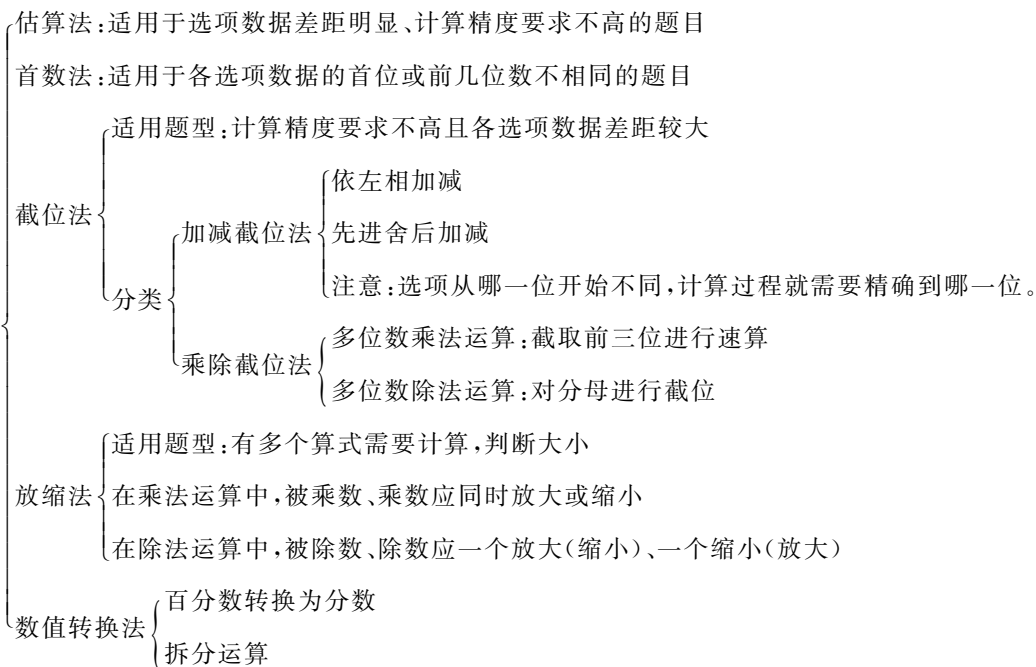 估算法:适用于选项数据差距明显、计算精度要求不高的题目
首数法:适用于各选项数据的首位或前几位数不相同的题目
适用题型:计算精度要求不高且各选项数据差距较大
依左相加减
截位法
加减截位法
先进舍后加减
分类
注意:选项从哪一位开始不同,计算过程就需要精确到哪一位。
多位数乘法运算:截取前三位进行速算
乘除截位法
多位数除法运算:对分母进行截位
适用题型:有多个算式需要计算,判断大小
放缩法
在乘法运算中,被乘数、乘数应同时放大或缩小
在除法运算中,被除数、除数应一个放大(缩小)、一个缩小(放大)
百分数转换为分数
数值转换法
拆分运算